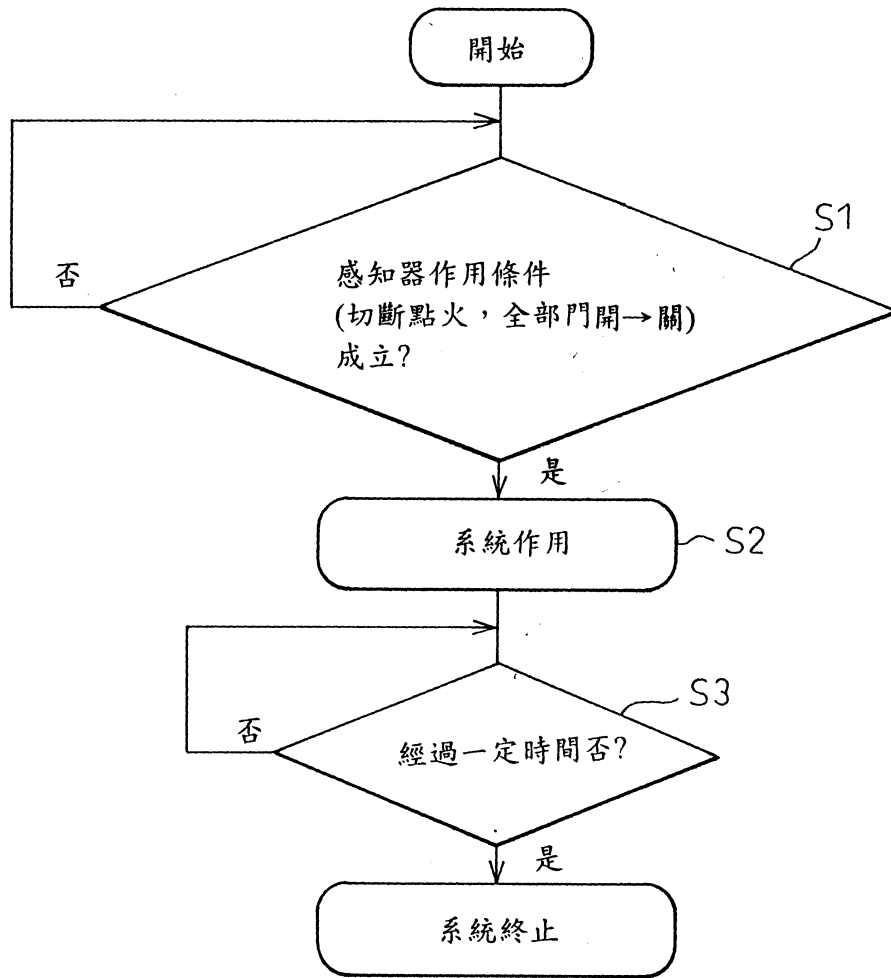 開始
S1
否
感知器作用條件
(切斷點火，全部門開→關)
成立?
是
系統作用
S2
S3
否
經過一定時間否?
是
系統終止